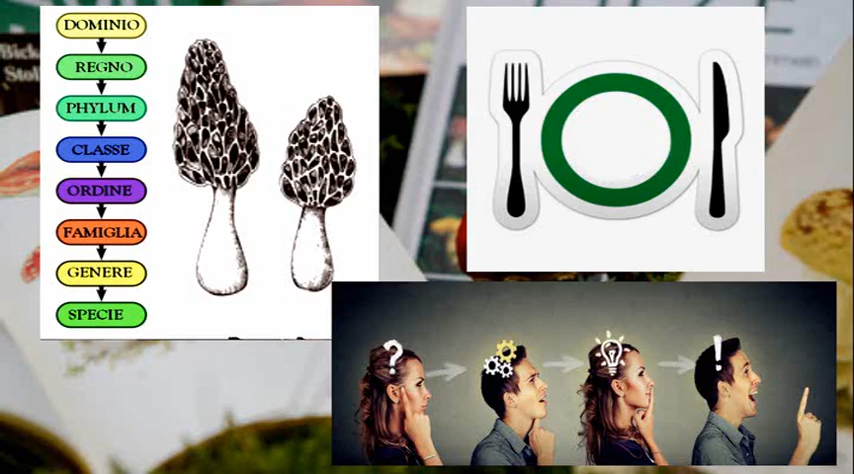 DOMINIO
REGNO
PHYLUM
CLASSE
ORDINE
FAMIGLIA
GENERE
SPECIE
?
!